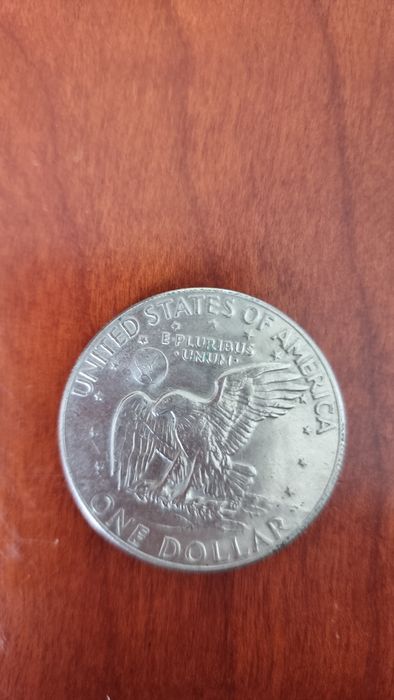 UNITED STATES OF AMERICA
E·PLURIBUS
·UNUM·
ONE DOLLAR